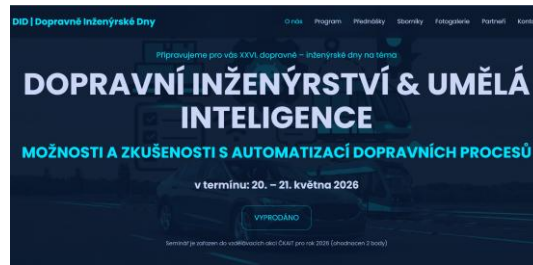 DID | Dopravně Inženýrské Dny
O nás Program Přednášky Sborníky Fotogalerie Partneři
Připravujeme pro vás XXVI. dopravně – inženýrské dny na téma
DOPRAVNÍ INŽENÝRSTVÍ & UMĚLÁ
INTELIGENCE
MOŽNOSTI A ZKUŠENOSTI S AUTOMATIZACÍ DOPRAVNÍCH PROCESŮ
v termínu: 20. – 21. května 2026
VYPRODÁNO
Seminář je zařazen do vzdělávacích akcí ČKAIT pro rok 2026 (ohodnocen 2 body)